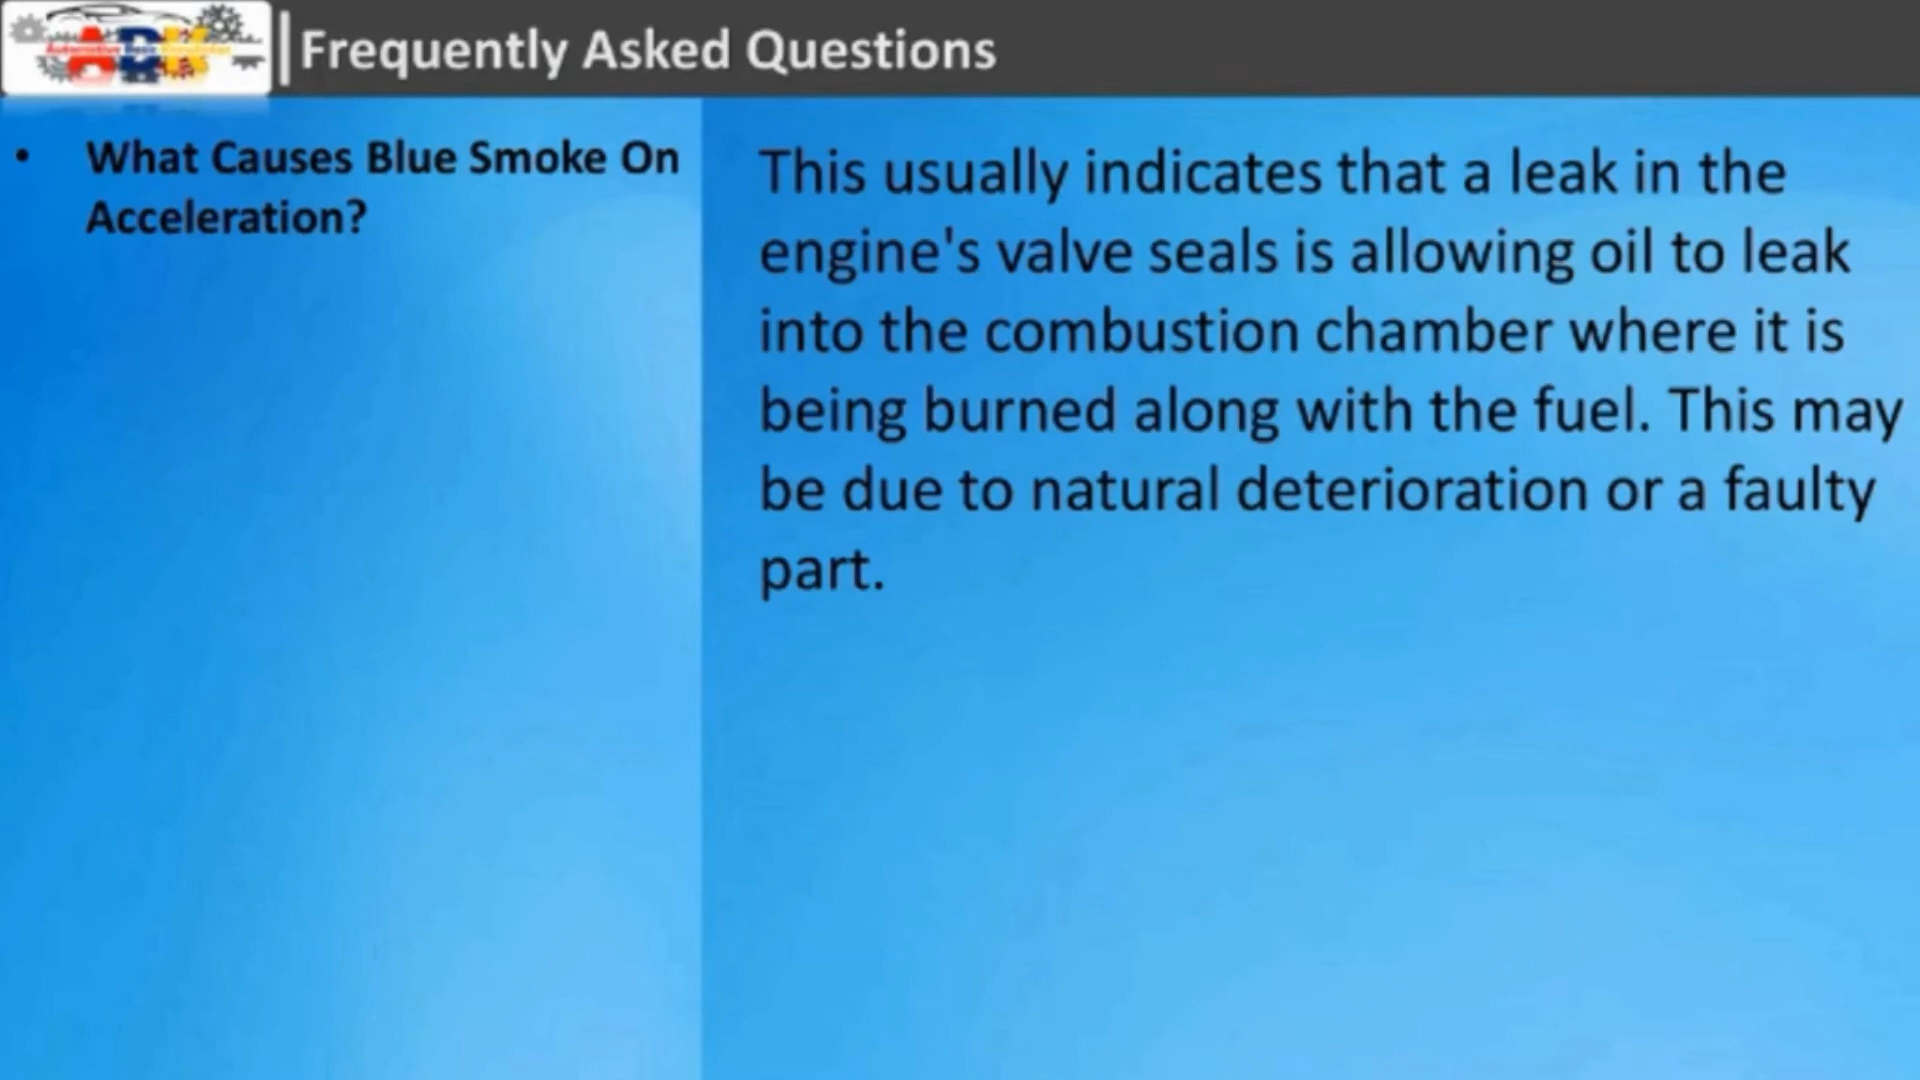 Frequently Asked Questions
• What Causes Blue Smoke On
Acceleration?
This usually indicates that a leak in the
engine's valve seals is allowing oil to leak
into the combustion chamber where it is
being burned along with the fuel. This may
be due to natural deterioration or a faulty
part.